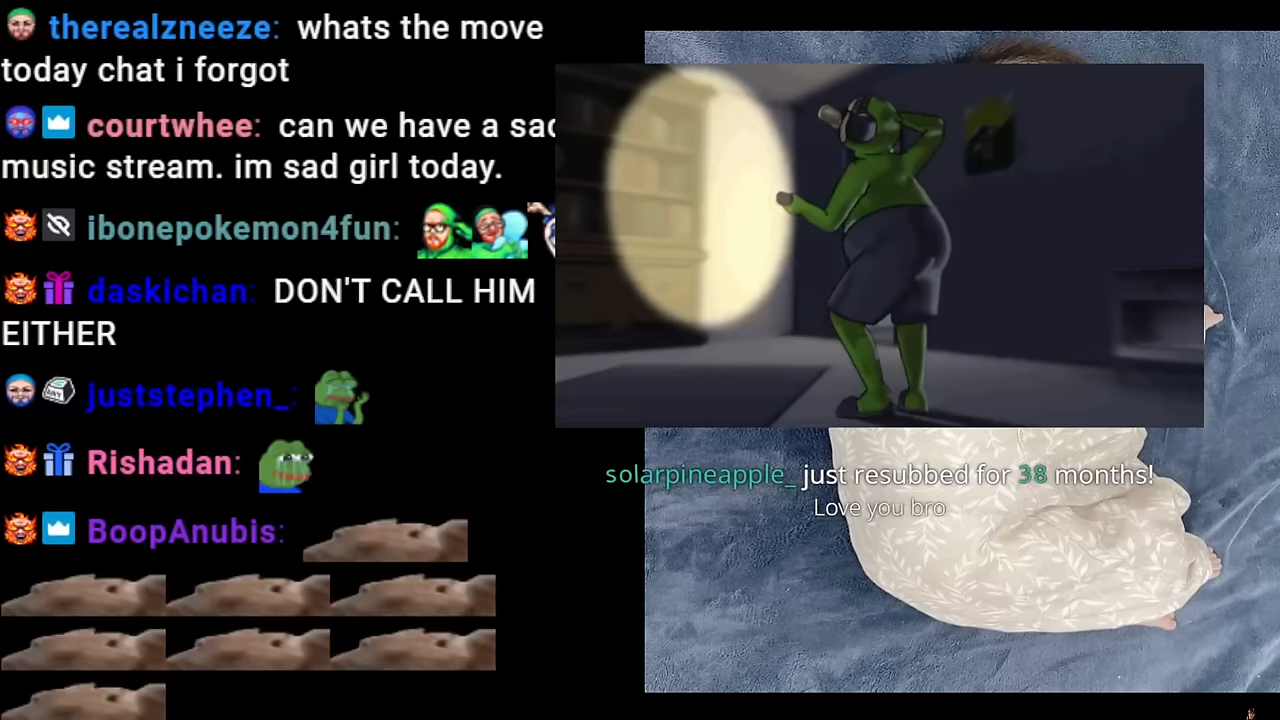 therealzneeze: whats the move
today chat i forgot
courtwhee: can we have a sad
music stream. im sad girl today.
ibonepokemon4fun:
daskichan: DON'T CALL HIM
EITHER
juststephen_:
Rishadan:
BoopAnubis:
solarpineapple_ just resubbed for 38 months!
Love you bro